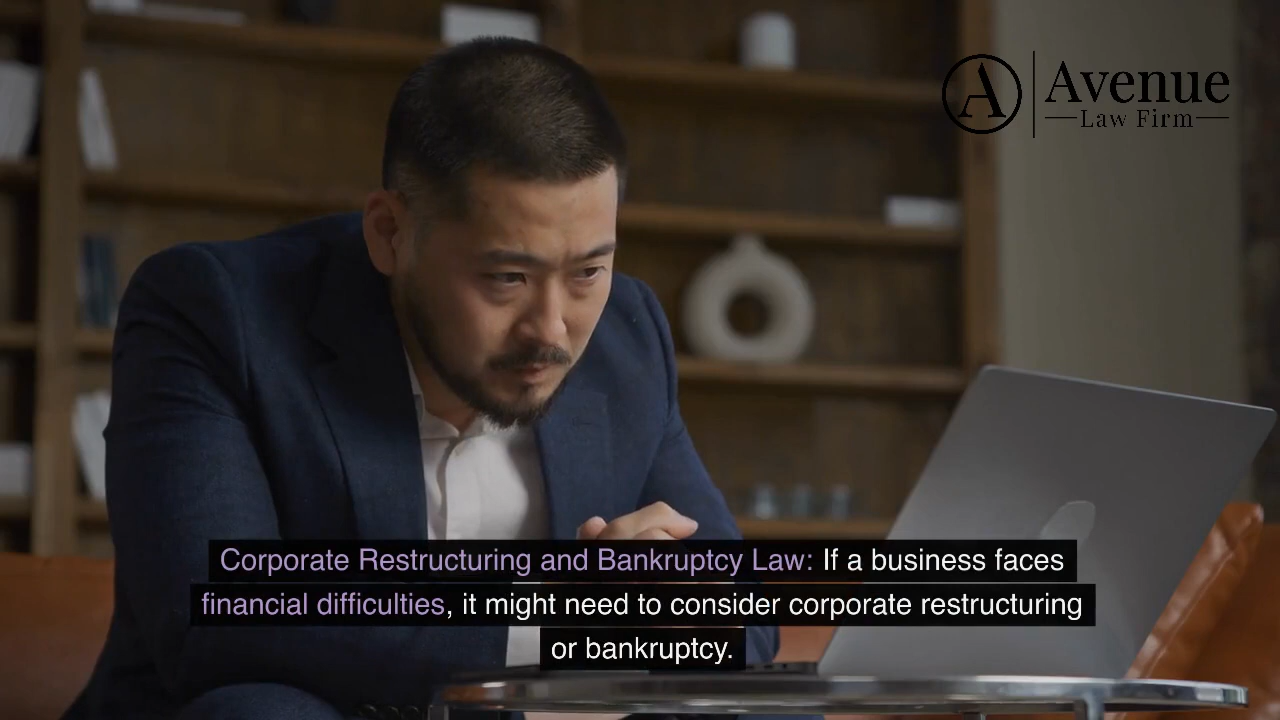 A
Avenue
Law Firm
Corporate Restructuring and Bankruptcy Law: If a business faces
financial difficulties, it might need to consider corporate restructuring
or bankruptcy.